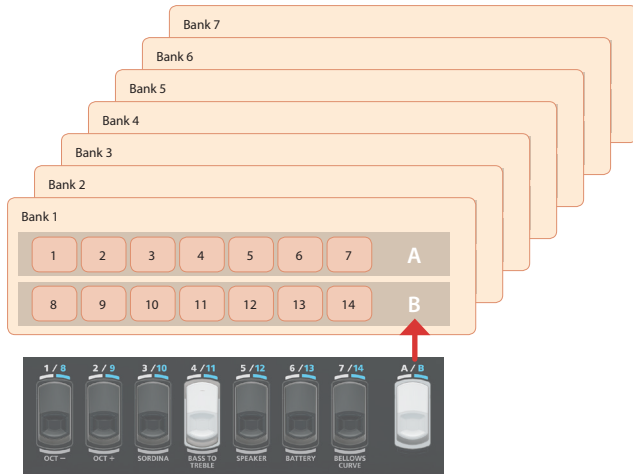 Bank 7
Bank 6
Bank 5
Bank 4
Bank 3
Bank 2
Bank 1
1 2 3 4 5 6 7 A
8 9 10 11 12 13 14 B
1 / 8 2 / 9 3 / 10 4 / 11 5 / 12 6 / 13 7 / 14 A / B
OCT − OCT + SORDINA BASS TO TREBLE SPEAKER BATTERY BELLOWS CURVE